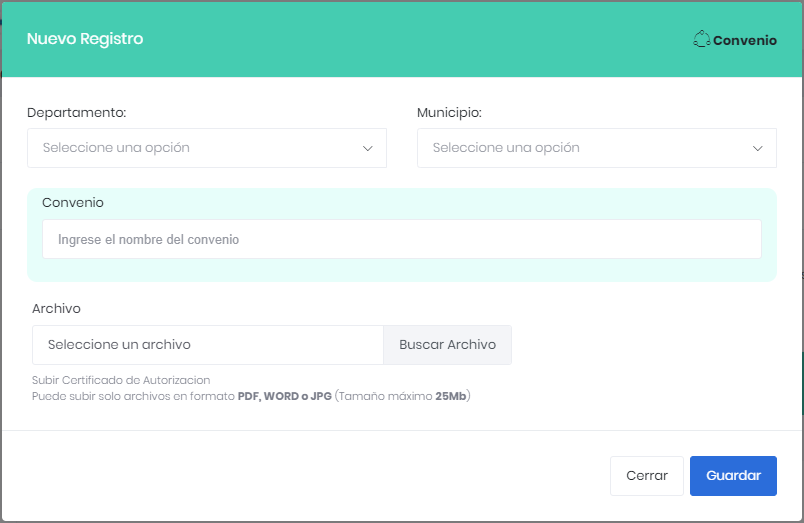 Nuevo Registro
Convenio
Departamento: Municipio:
Seleccione una opción Seleccione una opción
Convenio
Ingrese el nombre del convenio
Archivo
Seleccione un archivo Buscar Archivo
Subir Certificado de Autorizacion
Puede subir solo archivos en formato PDF, WORD o JPG (Tamaño máximo 25Mb)
Cerrar Guardar